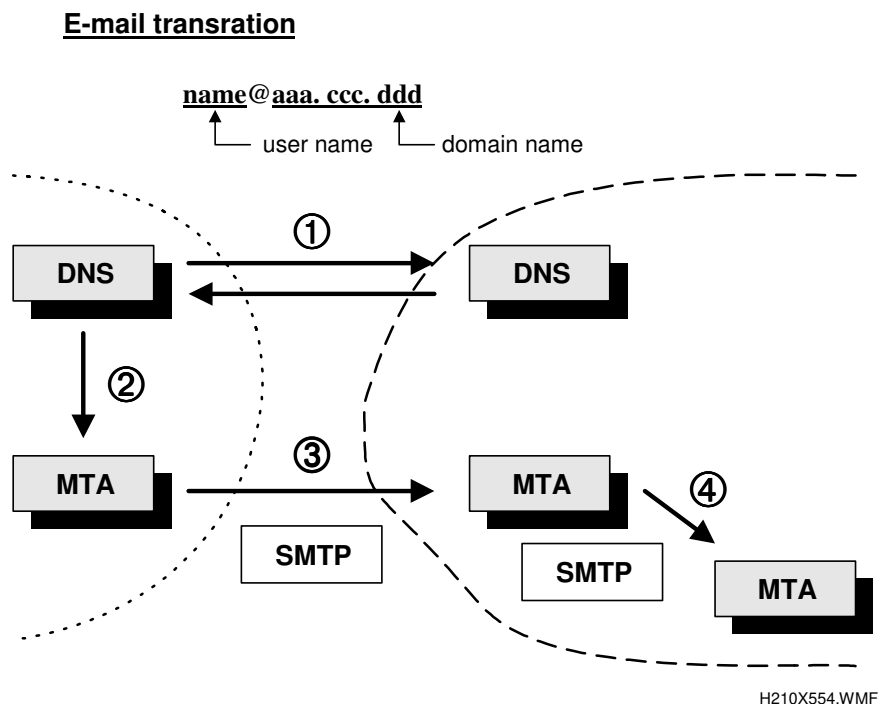 E-mail transration
name@aaa. ccc. ddd
user name
domain name
①
DNS
DNS
②
③
MTA
MTA
④
SMTP
SMTP
MTA
H210X554.WMF